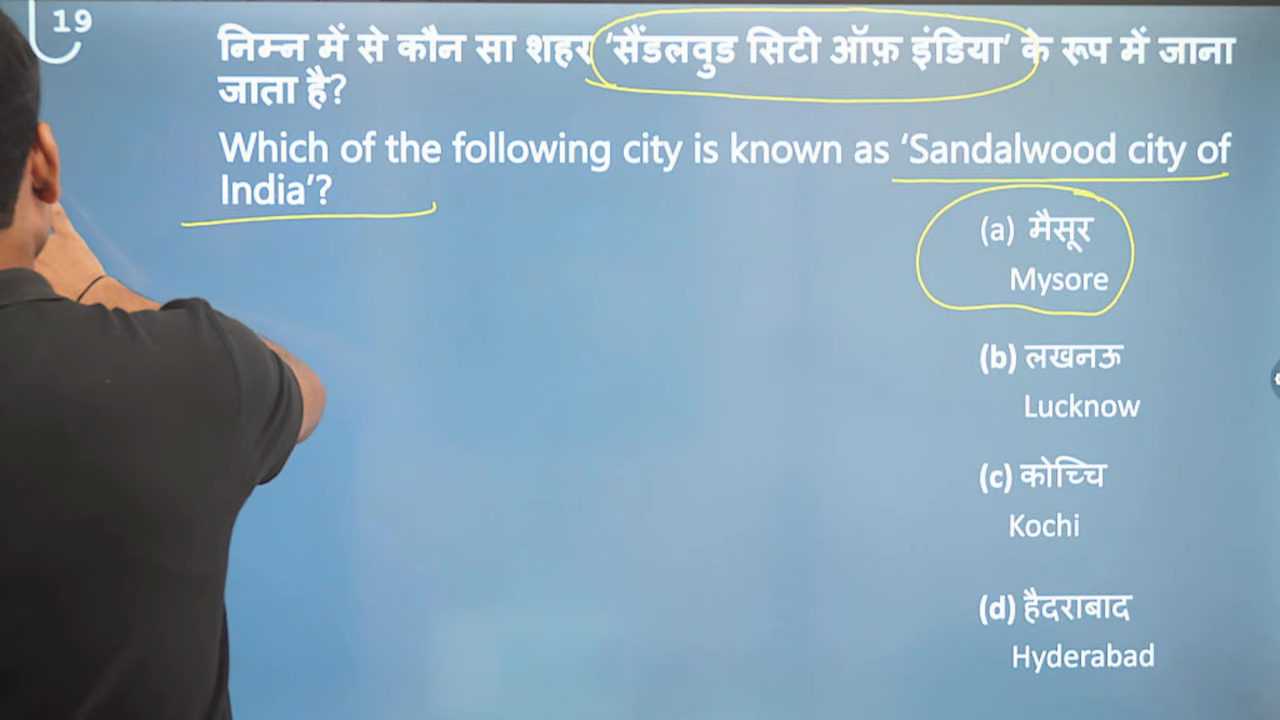 19
निम्न में से कौन सा शहर 'सैंडलवुड सिटी ऑफ़ इंडिया' के रूप में जाना
जाता है?
Which of the following city is known as 'Sandalwood city of
India'?
(a) मैसूर
Mysore
(b) लखनऊ
Lucknow
(c) कोच्चि
Kochi
(d) हैदराबाद
Hyderabad